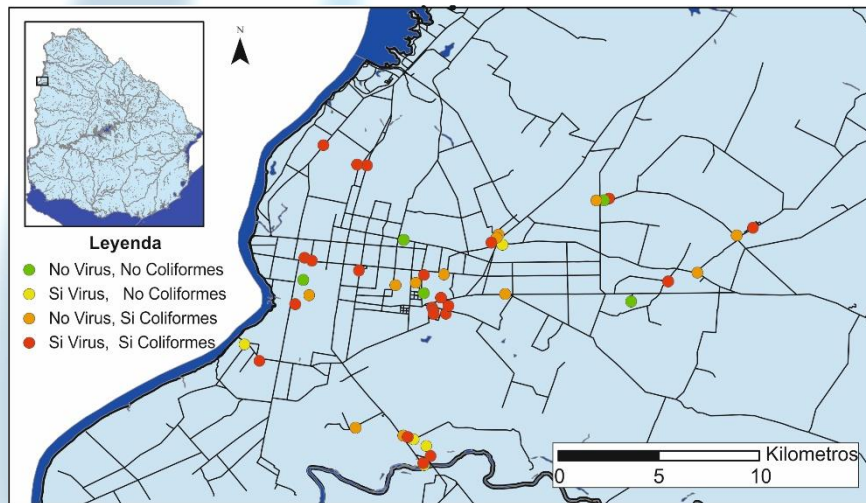 N
Leyenda
No Virus, No Coliformes
Si Virus, No Coliformes
No Virus, Si Coliformes
Si Virus, Si Coliformes
Kilometros
0 5 10